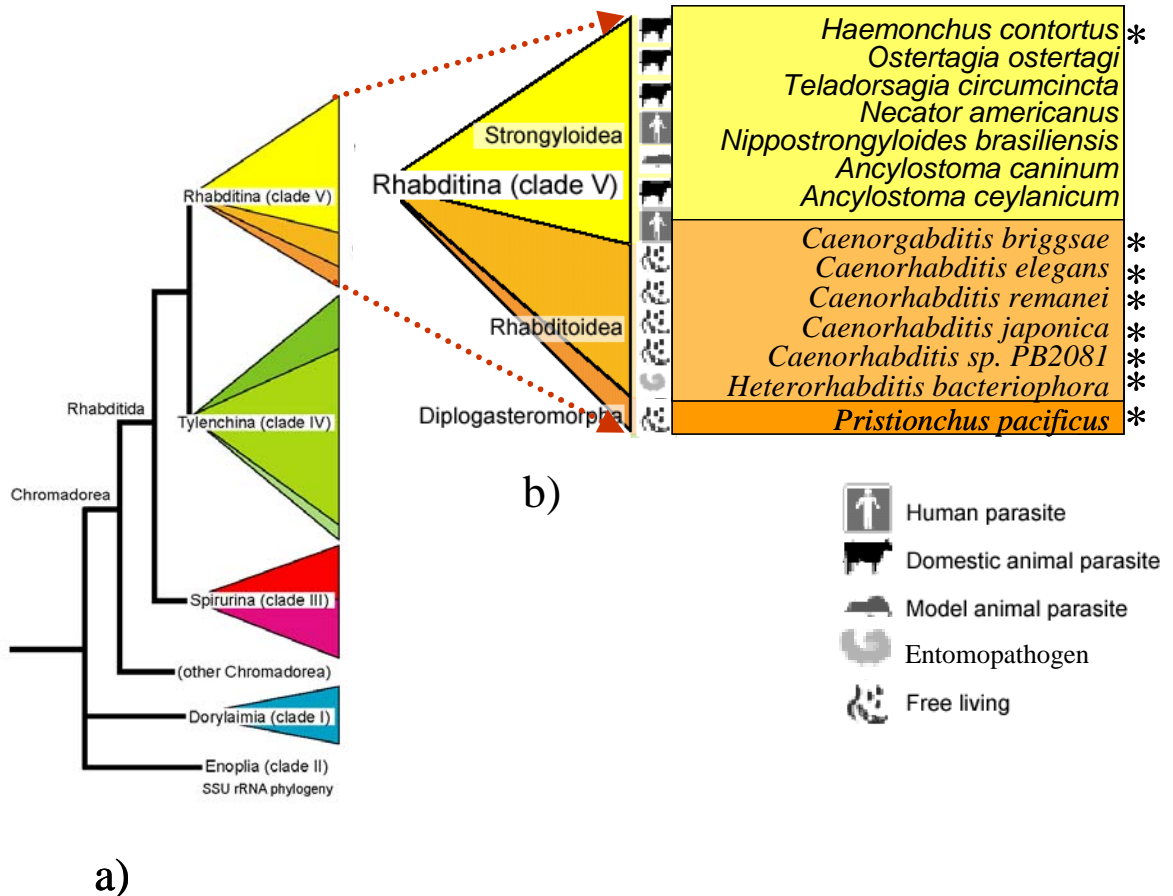 Rhabditina (clade V)
Rhabditida
Tylenchina (clade IV)
Chromadorea
Spirurina (clade III)
(other Chromadorea)
Dorylaimia (clade I)
Enoplia (clade II)
SSU rRNA phylogeny
a)
Strongyloidea
Rhabditina (clade V)
Rhabditoidea
Diplogasteromorpha
Haemonchus contortus *
Ostertagia ostertagi
Teladorsagia circumcincta
Necator americanus
Nippostrongyloides brasiliensis
Ancylostoma caninum
Ancylostoma ceylanicum
Caenorgabditis briggsae *
Caenorhabditis elegans *
Caenorhabditis remanei *
Caenorhabditis japonica *
Caenorhabditis sp. PB2081 *
Heterorhabditis bacteriophora *
Pristionchus pacificus *
b)
Human parasite
Domestic animal parasite
Model animal parasite
Entomopathogen
Free living